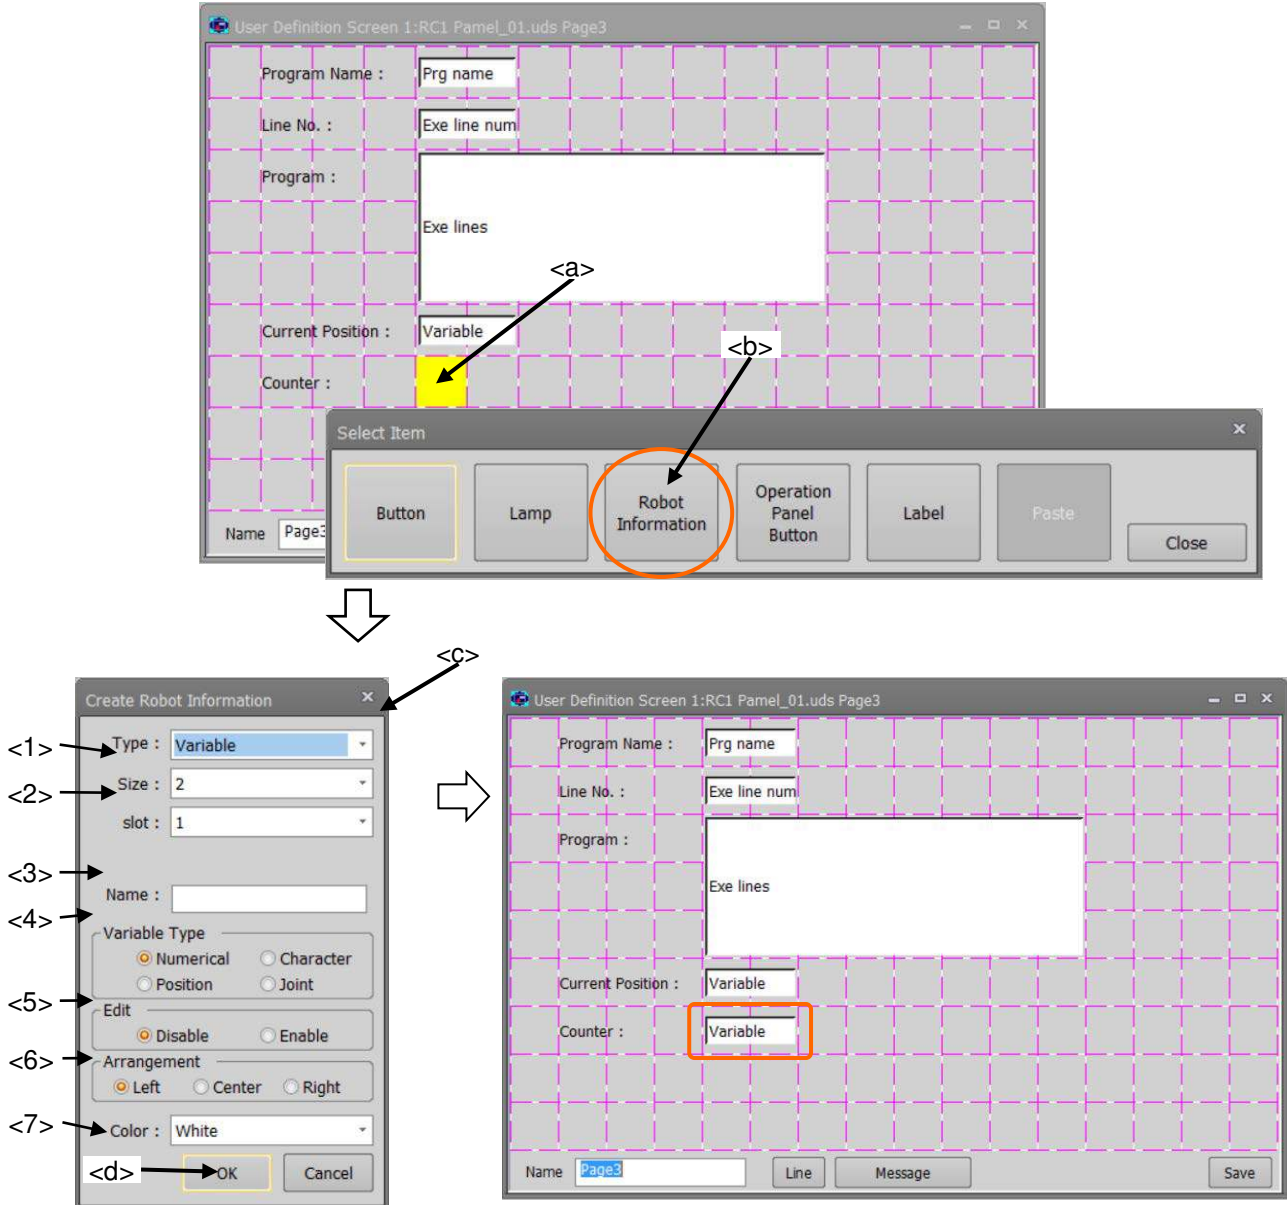 User Definition Screen 1:RC1 Pamel_01.uds Page3
Program Name : Prg name
Line No. : Exe line num
Program :
Exe lines
<a>
Current Position : Variable
<b>
Counter :
Select Item
Button
Lamp
Robot
Information
Operation
Panel
Button
Label
Paste
Close
Name Page3
<c>
Create Robot Information
<1> Type : Variable
<2> Size : 2
slot : 1
<3>
Name :
<4>
Variable Type
Numerical Character
Position Joint
<5>
Edit
Disable Enable
<6>
Arrangement
Left Center Right
<7> Color : White
<d> OK Cancel
User Definition Screen 1:RC1 Pamel_01.uds Page3
Program Name : Prg name
Line No. : Exe line num
Program :
Exe lines
Current Position : Variable
Counter : Variable
Name Page3 Line Message Save